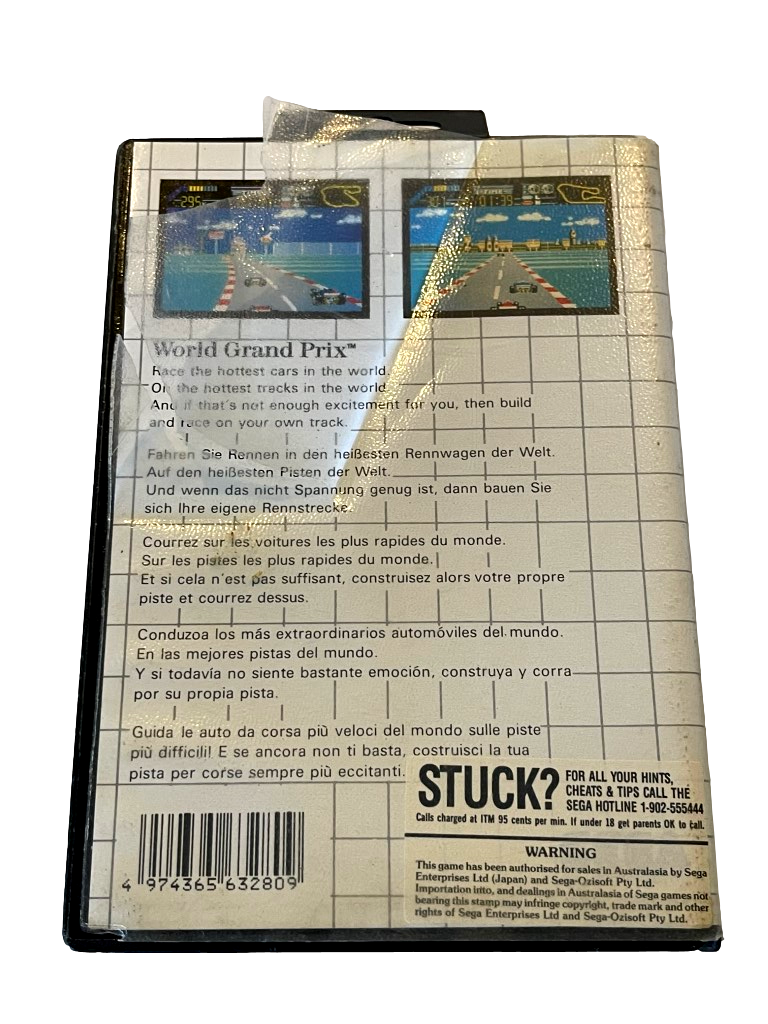 295 TIME
301 TIME 01:39
World Grand Prix™
Race the hottest cars in the world.
On the hottest tracks in the world
And if that's not enough excitement for you, then build
and race on your own track.
Fahren Sie Rennen in den heißesten Rennwagen der Welt.
Auf den heißesten Pisten der Welt.
Und wenn das nicht Spannung genug ist, dann bauen Sie
sich Ihre eigene Rennstrecke.
Courrez sur les voitures les plus rapides du monde.
Sur les pistes les plus rapides du monde.
Et si cela n'est pas suffisant, construisez alors votre propre
piste et courrez dessus.
Conduzca los más extraordinarios automóviles del mundo.
En las mejores pistas del mundo.
Y si todavía no siente bastante emoción, construya y corra
por su propia pista.
Guida le auto da corsa più veloci del mondo sulle piste
più difficili! E se ancora non ti basta, costruisci la tua
pista per corse sempre più eccitanti.
STUCK? FOR ALL YOUR HINTS,
CHEATS & TIPS CALL THE
SEGA HOTLINE 1-902-555444
Calls charged at ITM 95 cents per min. If under 18 get parents OK to call.
WARNING
This game has been authorised for sales in Australasia by Sega
Enterprises Ltd (Japan) and Sega-Ozisoft Pty Ltd.
Importation into, and dealings in Australasia of Sega games not
bearing this stamp may infringe copyright, trade mark and other
rights of Sega Enterprises Ltd and Sega-Ozisoft Pty Ltd.
4 974365 632809